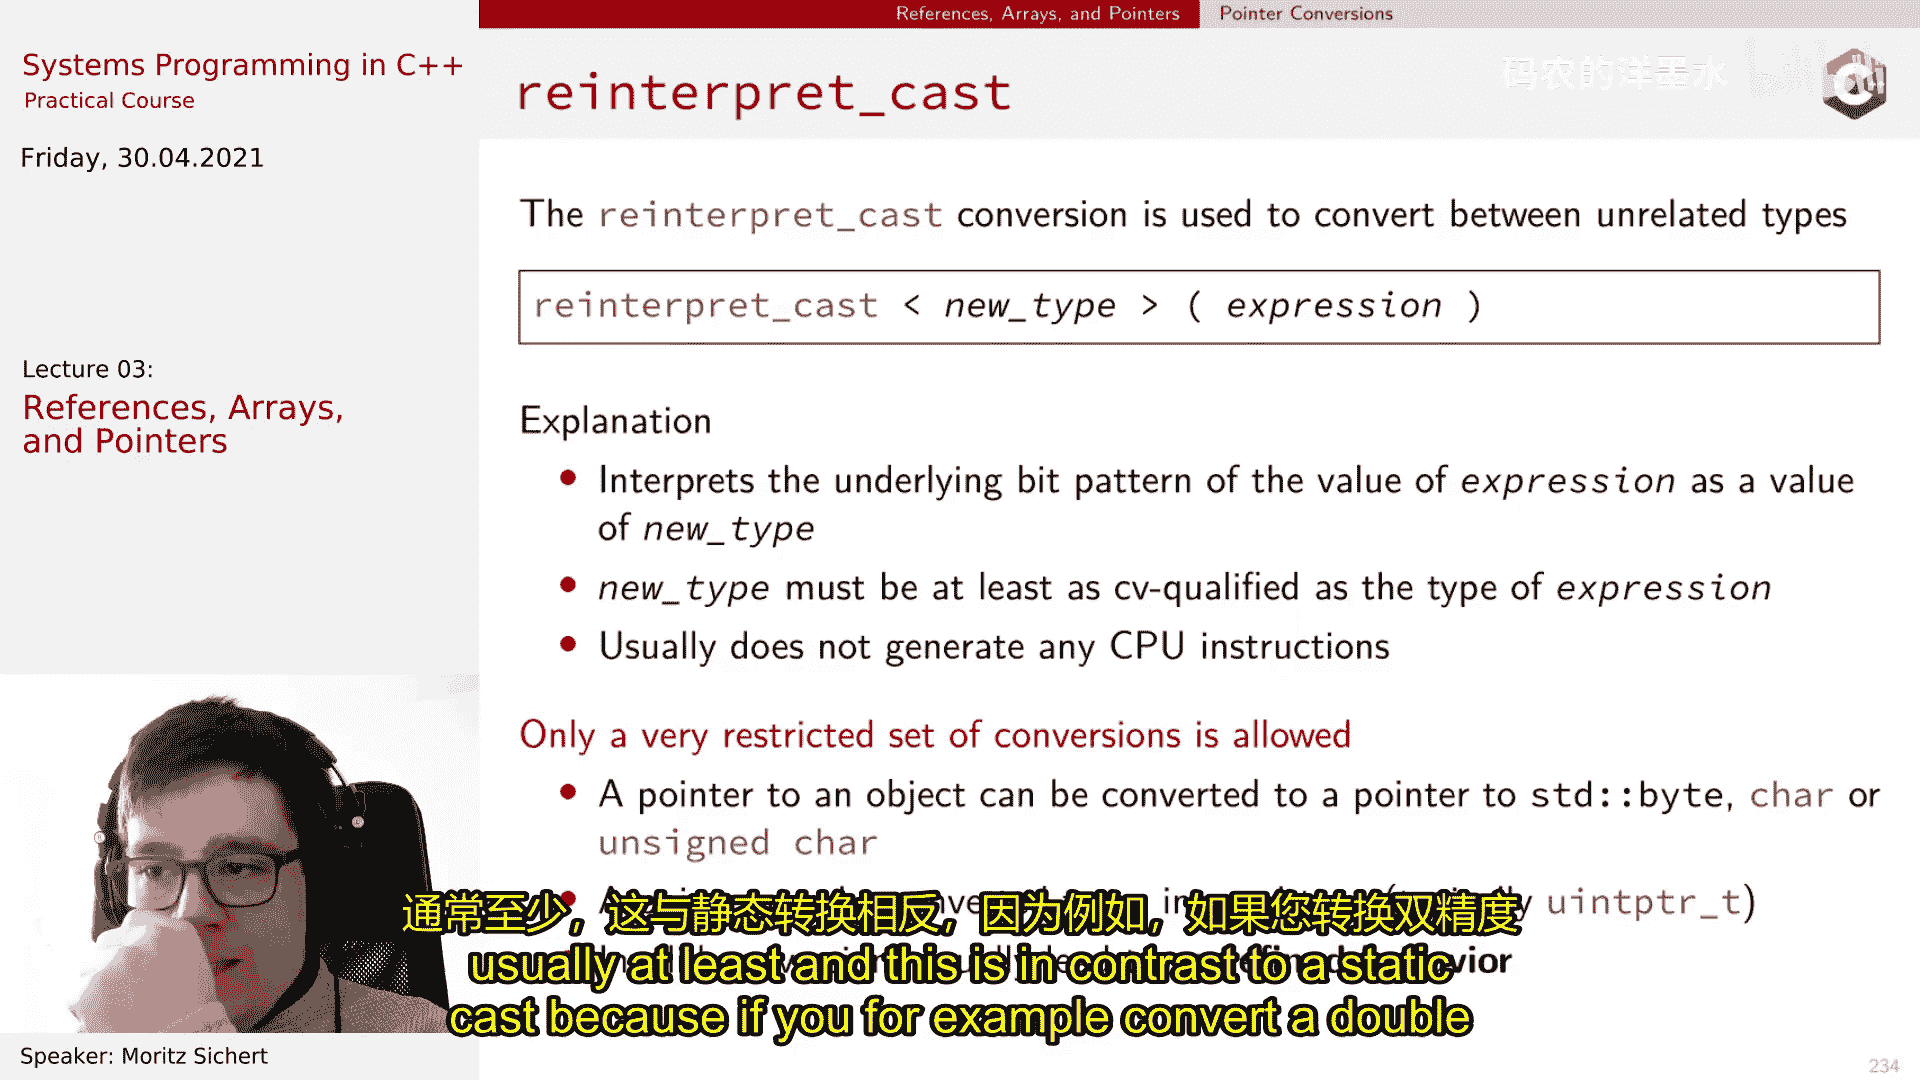 References, Arrays, and Pointers
Pointer Conversions
Systems Programming in C++
Practical Course
Friday, 30.04.2021
Lecture 03:
References, Arrays,
and Pointers
reinterpret_cast
码农的洋墨水
The reinterpret_cast conversion is used to convert between unrelated types
reinterpret_cast < new_type > ( expression )
Explanation
• Interprets the underlying bit pattern of the value of expression as a value
of new_type
• new_type must be at least as cv-qualified as the type of expression
• Usually does not generate any CPU instructions
Only a very restricted set of conversions is allowed
• A pointer to an object can be converted to a pointer to std::byte, char or
unsigned char
uintptr_t)
通常至少，这与静态转换相反，因为例如，如果您转换双精度
usually at least and this is in contrast to a static
cast because if you for example convert a double
Speaker: Moritz Sichert
234